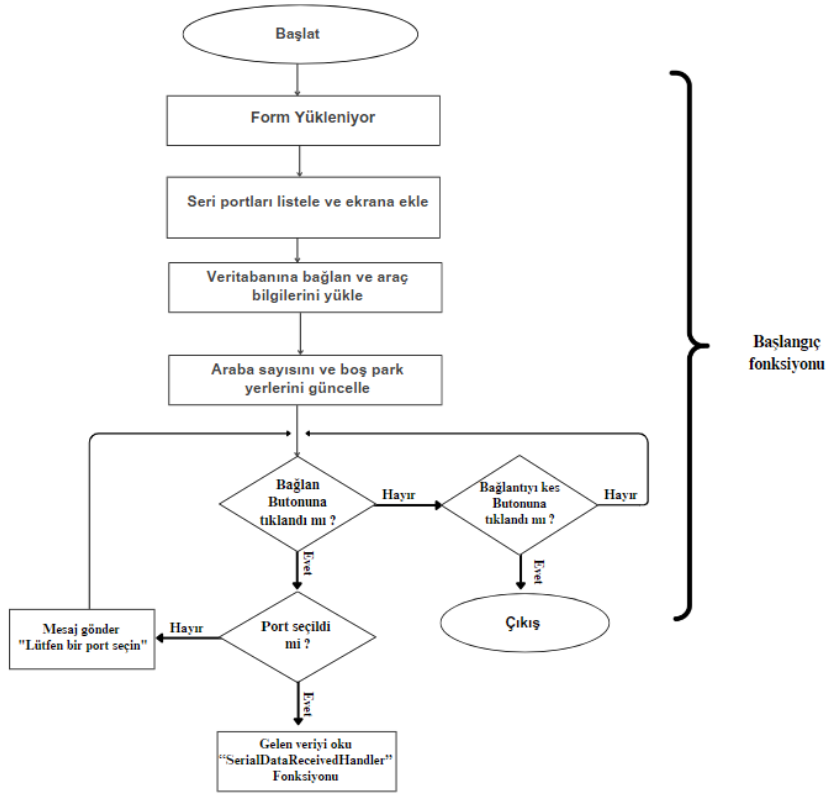 Başlat
Form Yükleniyor
Seri portları listele ve ekrana ekle
Veritabanına bağlan ve araç
bilgilerini yükle
Araba sayısını ve boş park
yerlerini güncelle
Başlangıç
fonksiyonu
Bağlan
Butonuna
tıklandı mı ?
Hayır
Bağlantıyı kes
Butonuna
tıklandı mı ?
Hayır
Evet
Evet
Mesaj gönder
"Lütfen bir port seçin"
Hayır
Port seçildi
mi ?
Çıkış
Evet
Gelen veriyi oku
“SerialDataReceivedHandler”
Fonksiyonu